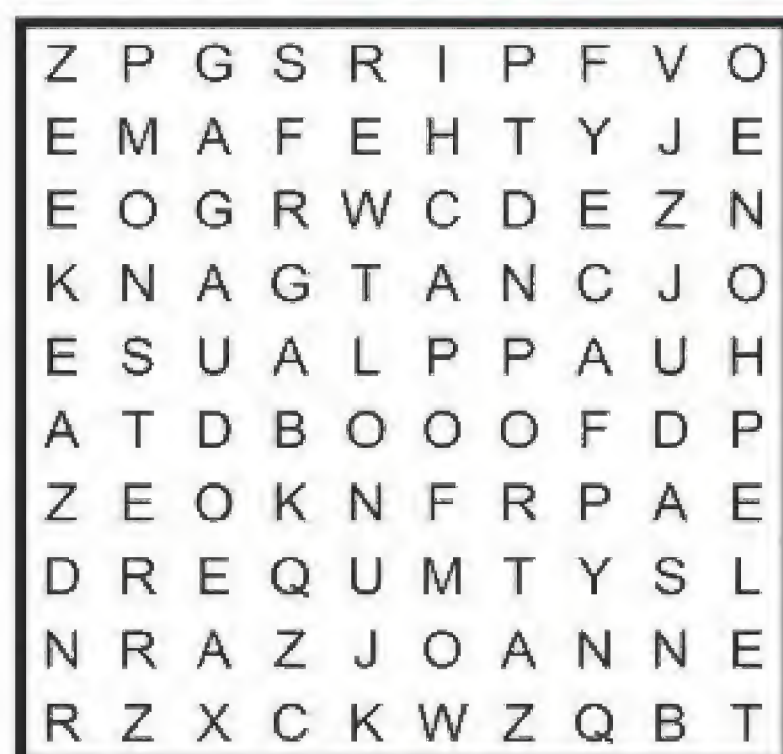 Z P G S R I P F V O
E M A F E H T Y J E
E O G R W C D E Z N
K N A G T A N C J O
E S U A L P P A U H
A T D B O O O F D P
Z E O K N F R P A E
D R E Q U M T Y S L
N R A Z J O A N N E
R Z X C K W Z Q B T